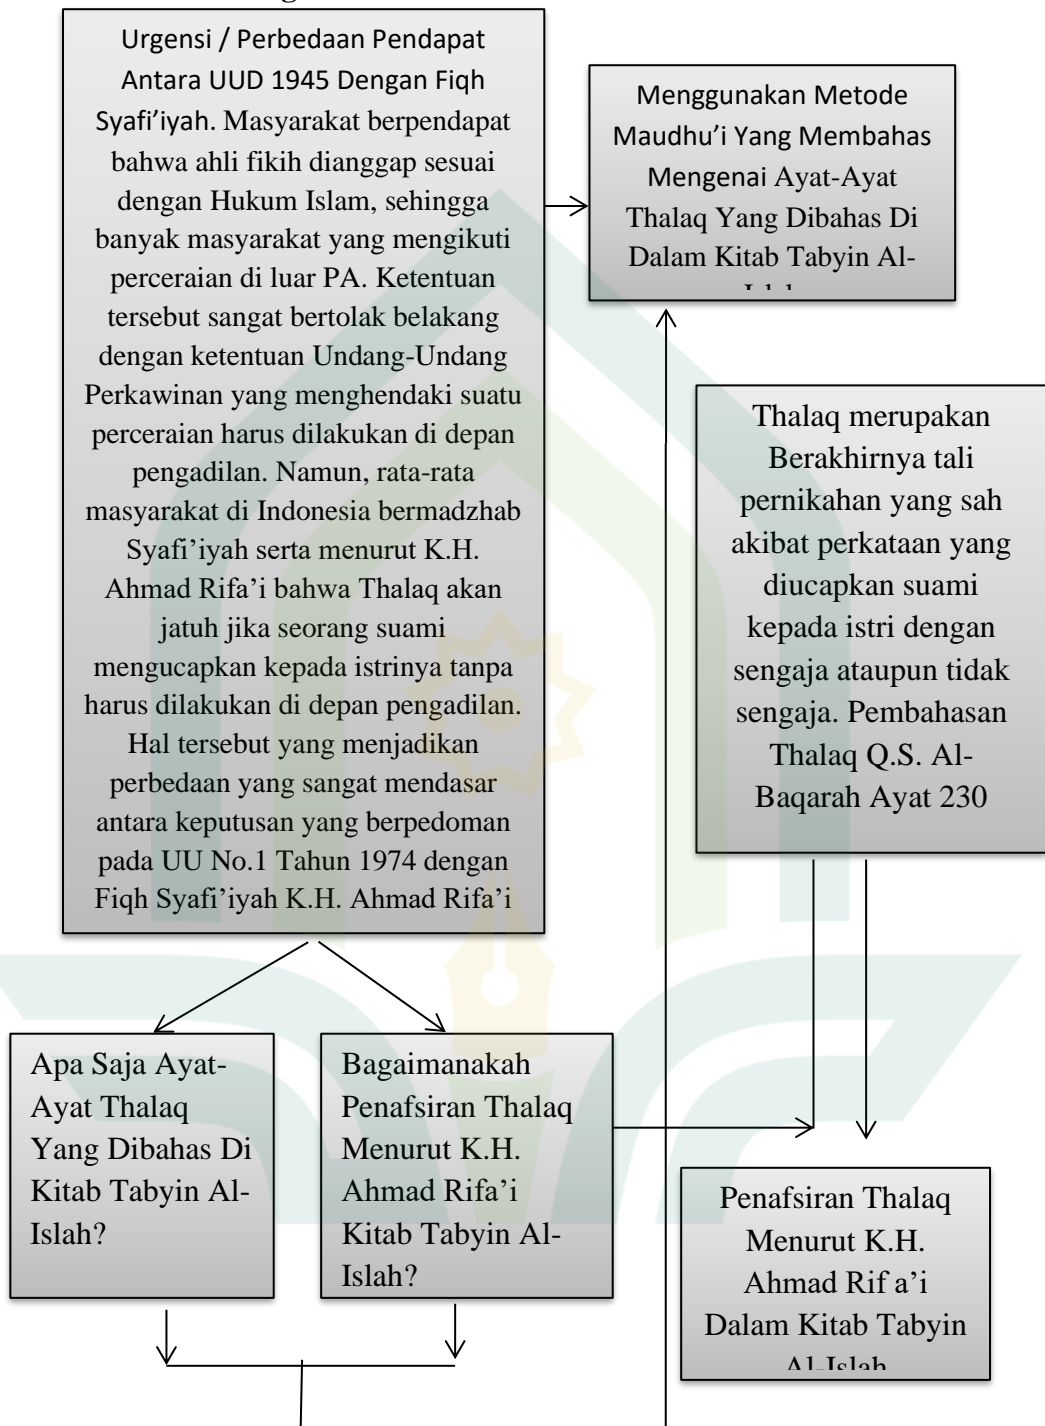 Urgensi / Perbedaan Pendapat
Antara UUD 1945 Dengan Fiqh
Syafi’iyah. Masyarakat berpendapat
bahwa ahli fikih dianggap sesuai
dengan Hukum Islam, sehingga
banyak masyarakat yang mengikuti
perceraian di luar PA. Ketentuan
tersebut sangat bertolak belakang
dengan ketentuan Undang-Undang
Perkawinan yang menghendaki suatu
perceraian harus dilakukan di depan
pengadilan. Namun, rata-rata
masyarakat di Indonesia bermadzhab
Syafi’iyah serta menurut K.H.
Ahmad Rifa’i bahwa Thalaq akan
jatuh jika seorang suami
mengucapkan kepada istrinya tanpa
harus dilakukan di depan pengadilan.
Hal tersebut yang menjadikan
perbedaan yang sangat mendasar
antara keputusan yang berpedoman
pada UU No.1 Tahun 1974 dengan
Fiqh Syafi’iyah K.H. Ahmad Rifa’i
Menggunakan Metode
Maudhu’i Yang Membahas
Mengenai Ayat-Ayat
Thalaq Yang Dibahas Di
Dalam Kitab Tabyin Al-
Thalaq merupakan
Berakhirnya tali
pernikahan yang sah
akibat perkataan yang
diucapkan suami
kepada istri dengan
sengaja ataupun tidak
sengaja. Pembahasan
Thalaq Q.S. Al-
Baqarah Ayat 230
Apa Saja Ayat-
Ayat Thalaq
Yang Dibahas Di
Kitab Tabyin Al-
Islah?
Bagaimanakah
Penafsiran Thalaq
Menurut K.H.
Ahmad Rifa’i
Kitab Tabyin Al-
Islah?
Penafsiran Thalaq
Menurut K.H.
Ahmad Rif a’i
Dalam Kitab Tabyin
Al-Islah